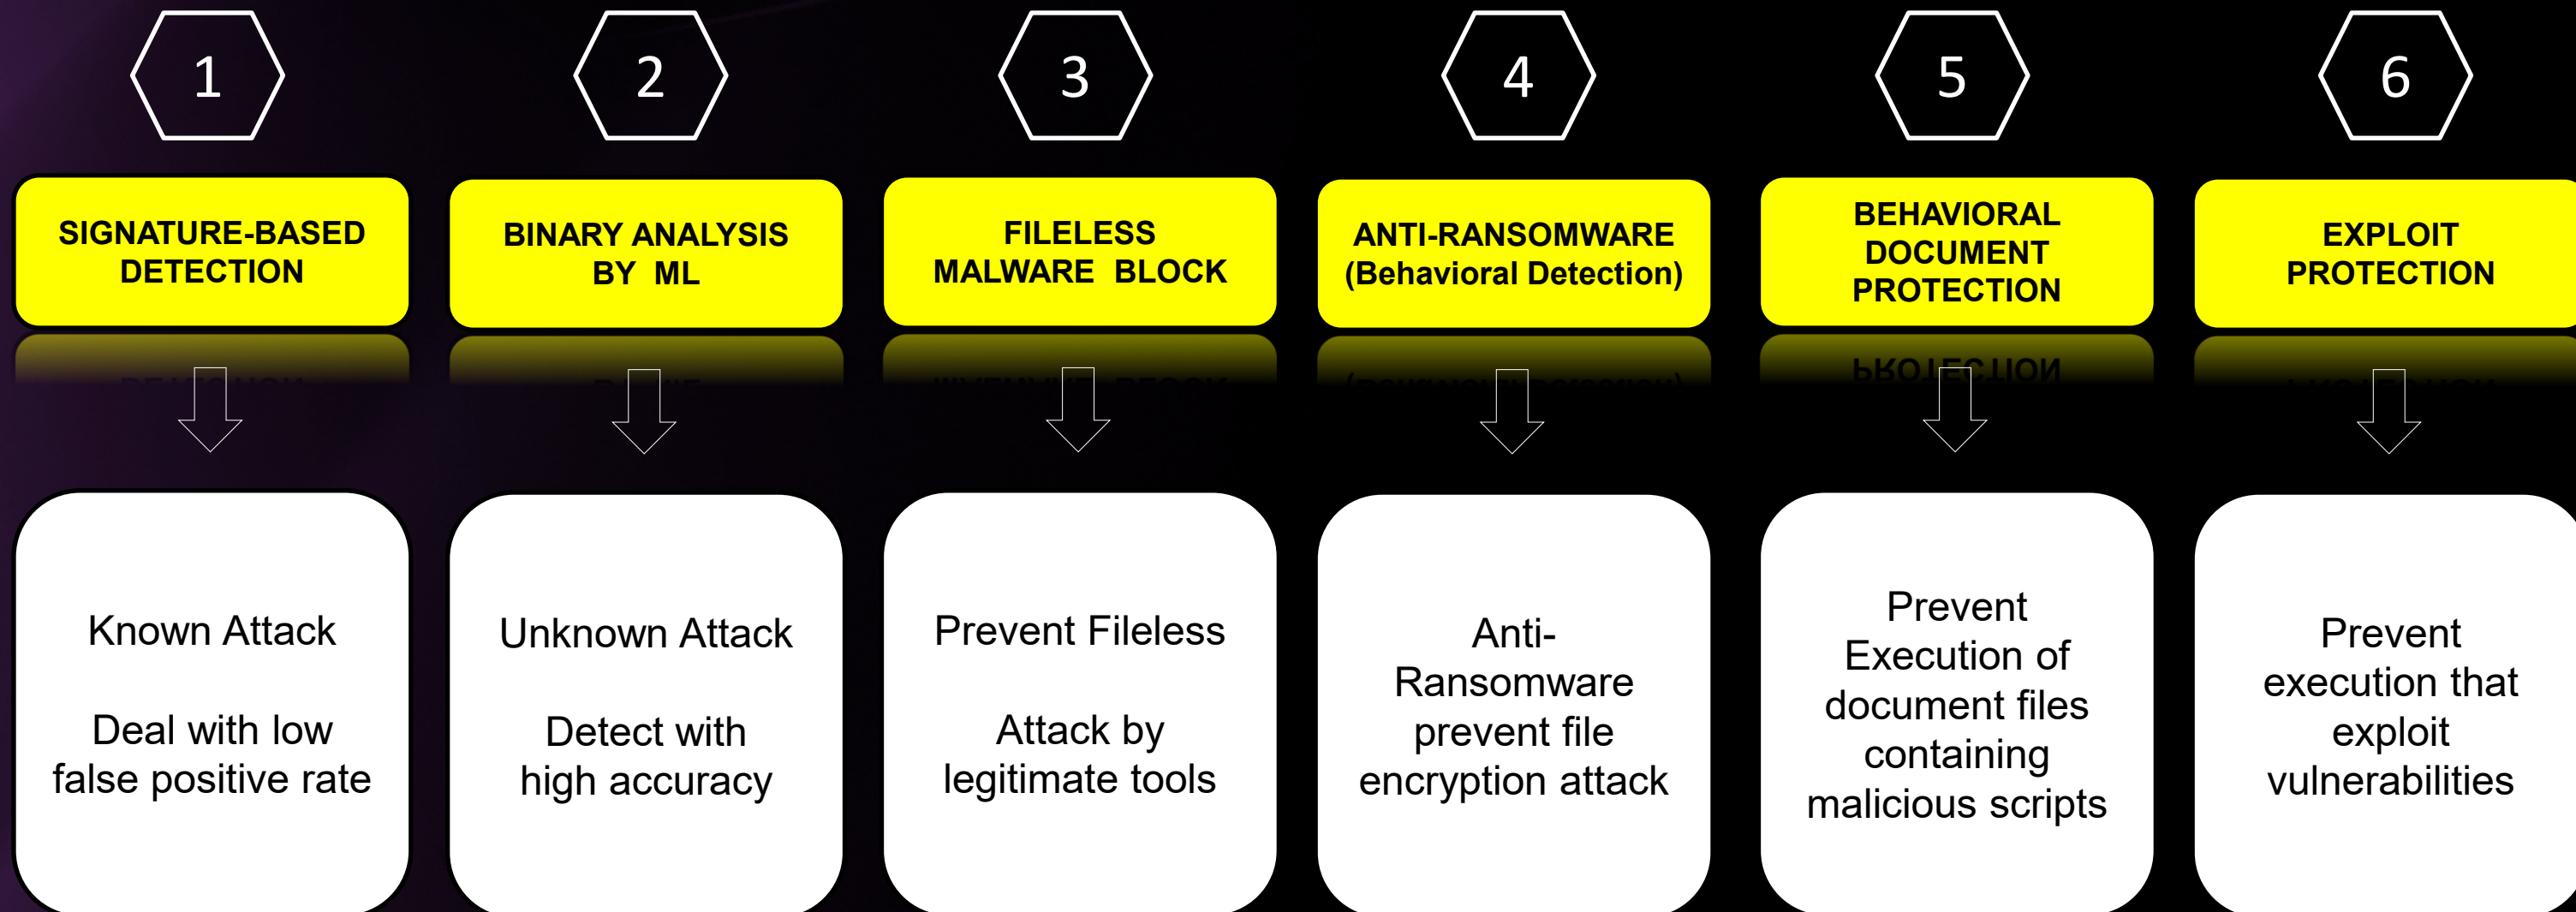 1
SIGNATURE-BASED
DETECTION
Known Attack
Deal with low
false positive rate
2
BINARY ANALYSIS
BY ML
Unknown Attack
Detect with
high accuracy
3
FILELESS
MALWARE BLOCK
Prevent Fileless
Attack by
legitimate tools
4
ANTI-RANSOMWARE
(Behavioral Detection)
Anti-
Ransomware
prevent file
encryption attack
5
BEHAVIORAL
DOCUMENT
PROTECTION
Prevent
Execution of
document files
containing
malicious scripts
6
EXPLOIT
PROTECTION
Prevent
execution that
exploit
vulnerabilities